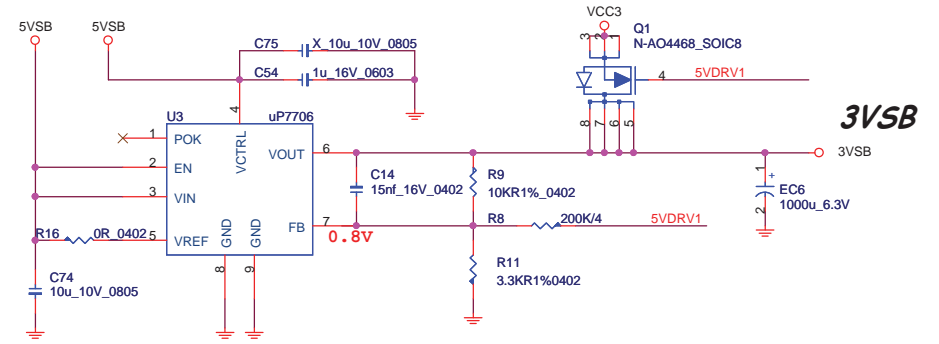 5VSB
5VSB
VCC3
C75
X_10u_10V_0805
C54
1u_16V_0603
Q1
N-AO4468_SOIC8
3
2
1
4
5VDRV1
8
7
6
5
3VSB
3VSB
U3
uP7706
4
VCTRL
1
POK
2
EN
3
VIN
5
VREF
VOUT
6
FB
7
0.8V
GND
GND
8
9
R16
0R_0402
C74
10u_10V_0805
C14
15nf_16V_0402
R9
10KR1%_0402
R8
200K/4
5VDRV1
R11
3.3KR1%0402
1
+
2
EC6
1000u_6.3V